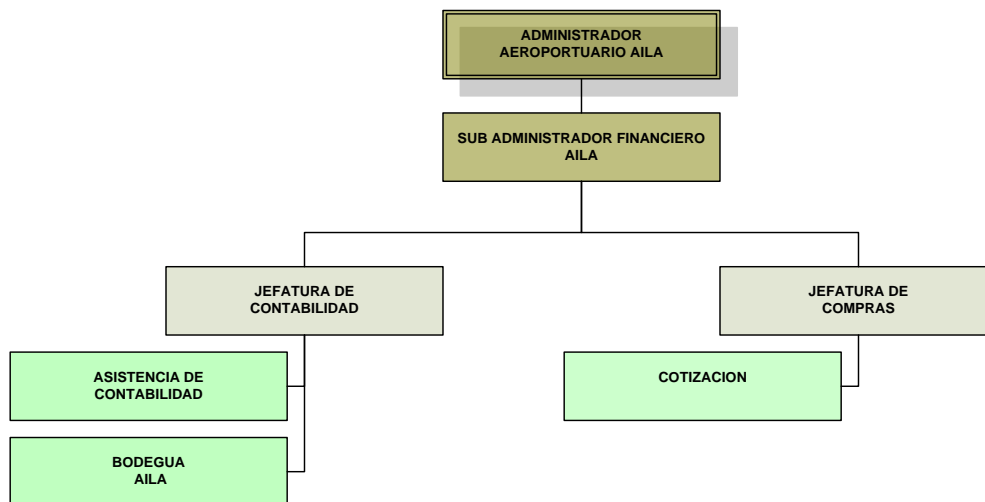 ADMINISTRADOR
AEROPORTUARIO AILA
SUB ADMINISTRADOR FINANCIERO
AILA
JEFATURA DE
CONTABILIDAD
JEFATURA DE
COMPRAS
ASISTENCIA DE
CONTABILIDAD
COTIZACION
BODEGUA
AILA